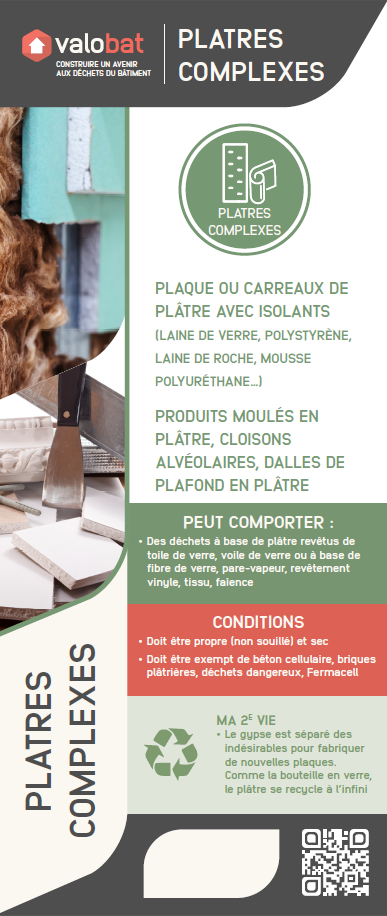 valobat
CONSTRUIRE UN AVENIR
AUX DÉCHETS DU BÂTIMENT
PLATRES
COMPLEXES
PLATRES
COMPLEXES
PLAQUE OU CARREAUX DE
PLÂTRE AVEC ISOLANTS
(LAINE DE VERRE, POLYSTYRÈNE,
LAINE DE ROCHE, MOUSSE
POLYURÉTHANE...)
PRODUITS MOULÉS EN
PLÂTRE, CLOISONS
ALVÉOLAIRES, DALLES DE
PLAFOND EN PLÂTRE
PEUT COMPORTER :
• Des déchets à base de plâtre revêtus de
toile de verre, voile de verre ou à base de
fibre de verre, pare-vapeur, revêtement
vinyle, tissu, faïence
CONDITIONS
• Doit être propre (non souillé) et sec
• Doit être exempt de béton cellulaire, briques
plâtrières, déchets dangereux, Fermacell
MA 2E VIE
• Le gypse est séparé des
indésirables pour fabriquer
de nouvelles plaques.
Comme la bouteille en verre,
le plâtre se recycle à l'infini
PLATRES
COMPLEXES